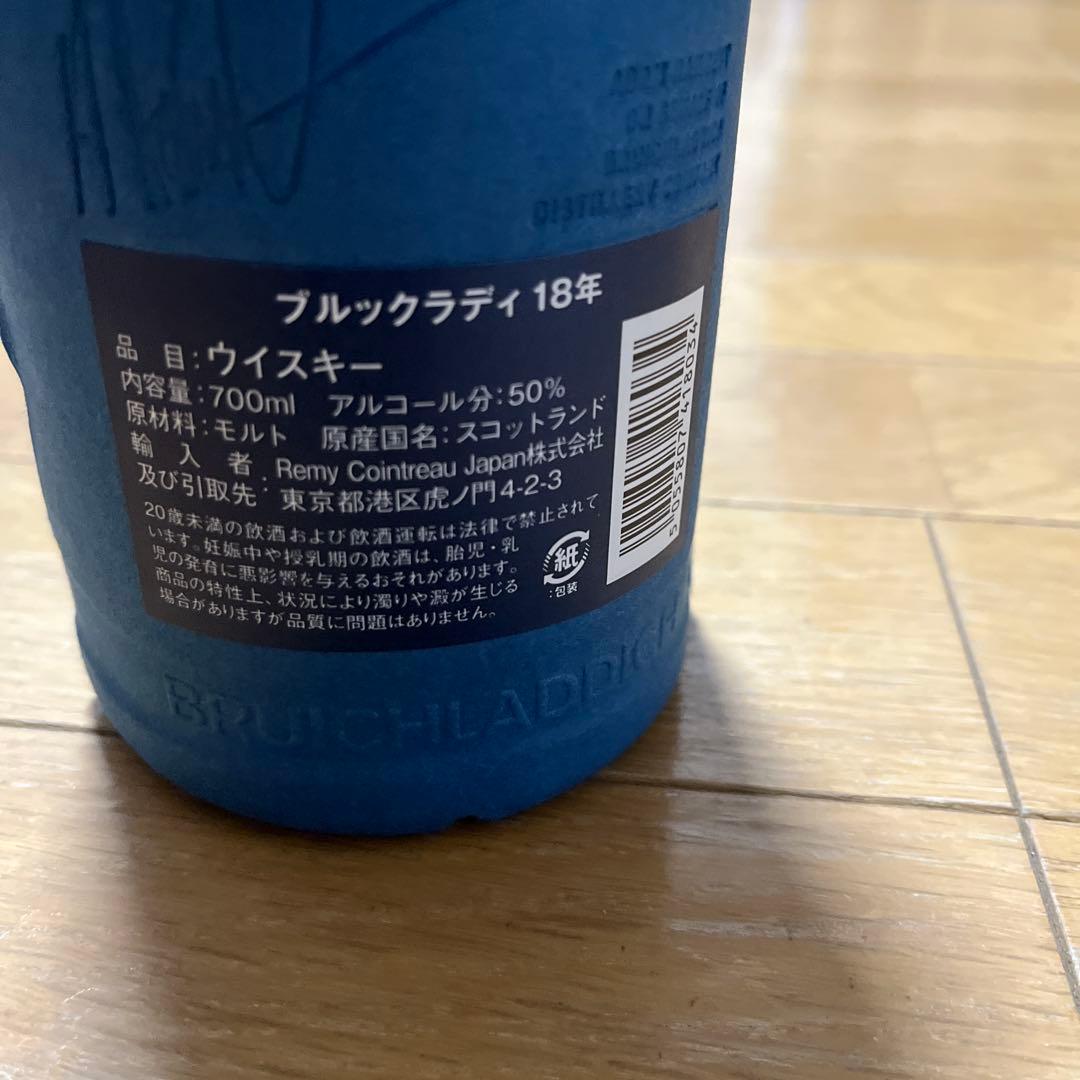 ブルックラディ 18年
品 目:ウイスキー
内容量:700ml アルコール分:50%
原材料:モルト 原産国名:スコットランド
輸 入 者
及び引取先 : Remy Cointreau Japan株式会社
東京都港区虎ノ門4-2-3
20歳未満の飲酒および飲酒運転は法律で禁止されて
います。妊娠中や授乳期の飲酒は、胎児・乳
児の発育に悪影響を与えるおそれがあります。
商品の特性上、状況により濁りや澱が生じる
場合がありますが品質に問題はありません。
紙
:包装
5 055807 418034
BRUICHLADDICH